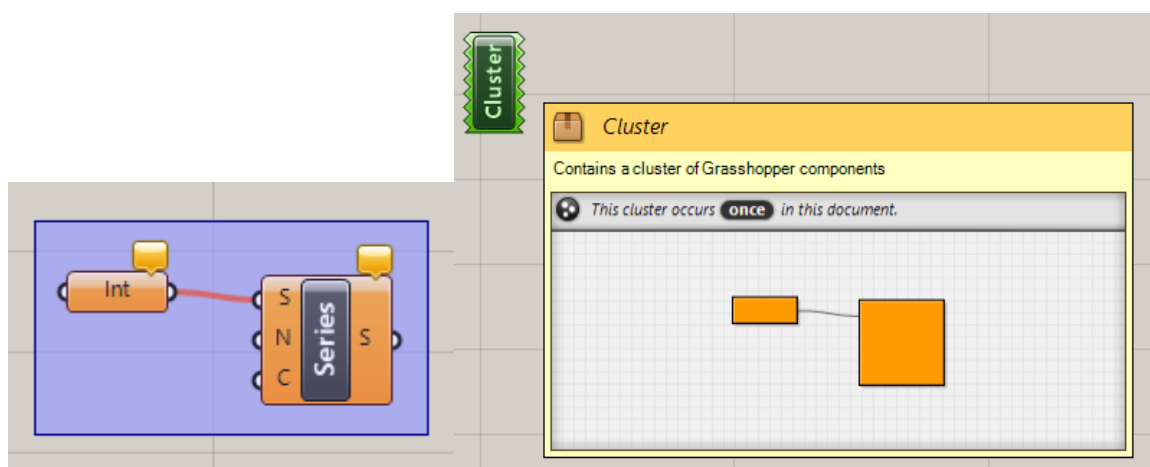 Cluster
Cluster
Contains a cluster of Grasshopper components
This cluster occurs once in this document.
Int
S
N
C
Series
S